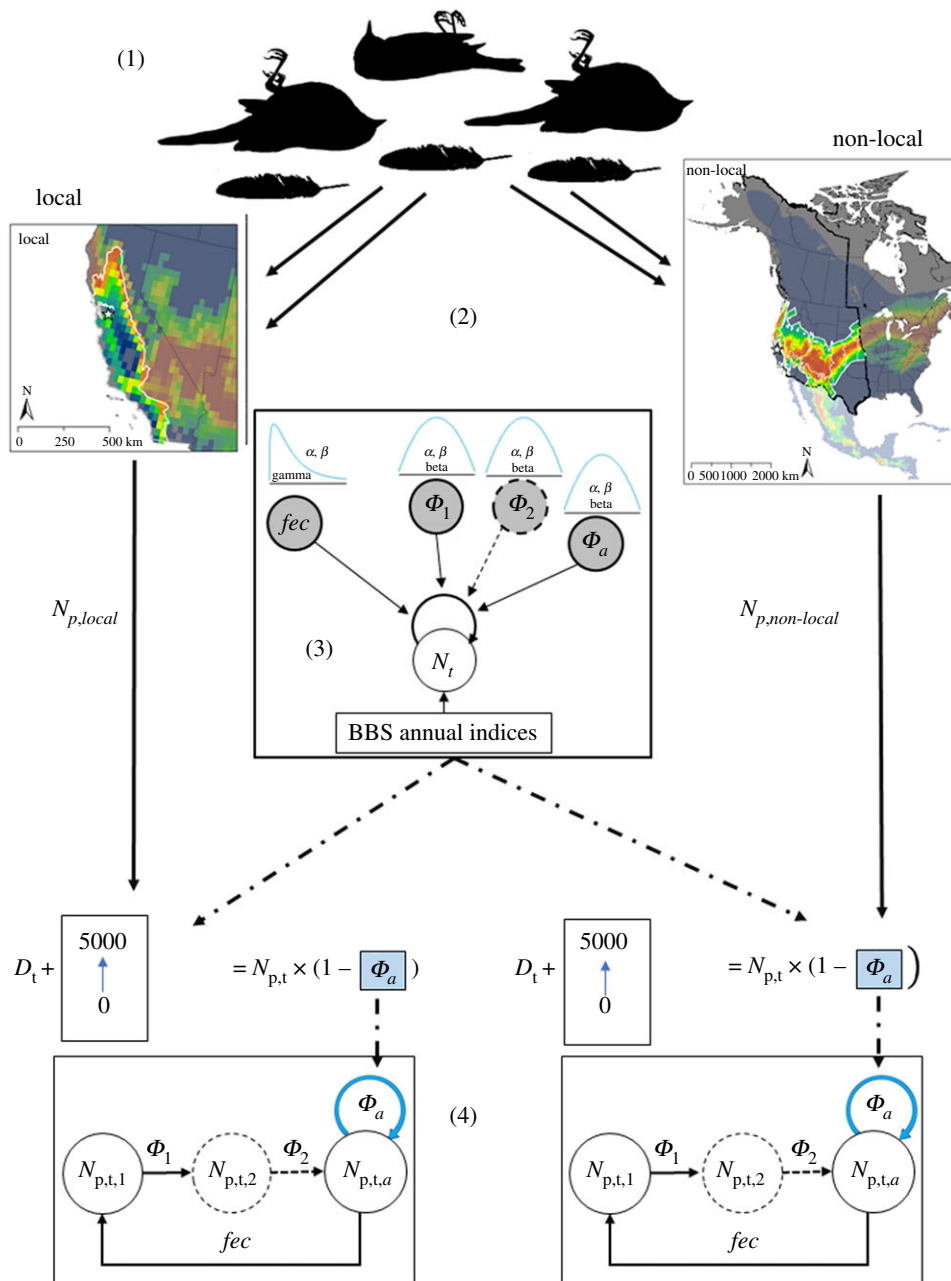 (1)
non-local
local
local
non-local
(2)
N
0 250 500 km
N
0 500 1000 2000 km
α, β
gamma
α, β
beta
α, β
beta
α, β
beta
fec
Φ1
Φ2
Φa
Np,local
Np,non-local
(3)
Nt
BBS annual indices
Dt + 5000 0 = Np,t × (1 – Φa )
Dt + 5000 0 = Np,t × (1 – Φa )
(4)
Φa
Np,t,1 Φ1 Np,t,2 Φ2 Np,t,a
fec
Φa
Np,t,1 Φ1 Np,t,2 Φ2 Np,t,a
fec